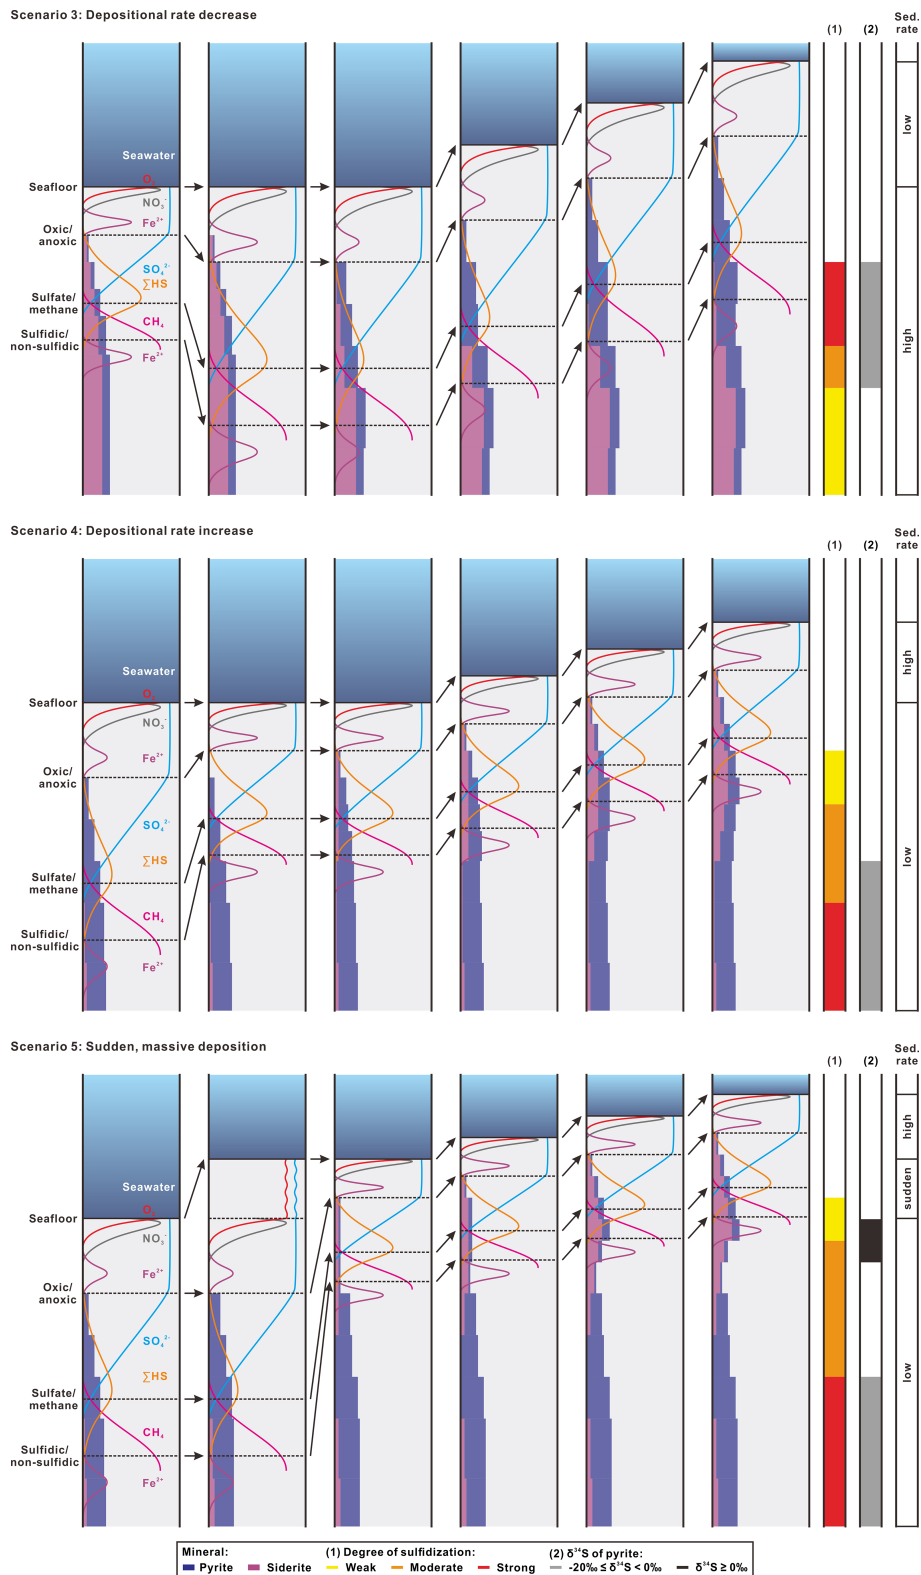 Scenario 3: Depositional rate decrease
(1)
(2)
Sed.
rate
Seawater
O₂
Seafloor
NO₃⁻
Fe²⁺
Oxic/
anoxic
SO₄²⁻
∑HS
Sulfate/
methane
CH₄
Sulfidic/
non-sulfidic
Fe²⁺
low
high
Scenario 4: Depositional rate increase
(1)
(2)
Sed.
rate
Seawater
O₂
Seafloor
NO₃⁻
Fe²⁺
Oxic/
anoxic
SO₄²⁻
∑HS
Sulfate/
methane
CH₄
Sulfidic/
non-sulfidic
Fe²⁺
high
low
Scenario 5: Sudden, massive deposition
(1)
(2)
Sed.
rate
Seawater
O₂
Seafloor
NO₃⁻
Fe²⁺
Oxic/
anoxic
SO₄²⁻
∑HS
Sulfate/
methane
CH₄
Sulfidic/
non-sulfidic
Fe²⁺
high
sudden
low
Mineral: (1) Degree of sulfidization: (2) δ³⁴S of pyrite:
Pyrite Siderite Weak Moderate Strong -20‰ ≤ δ³⁴S < 0‰ δ³⁴S ≥ 0‰